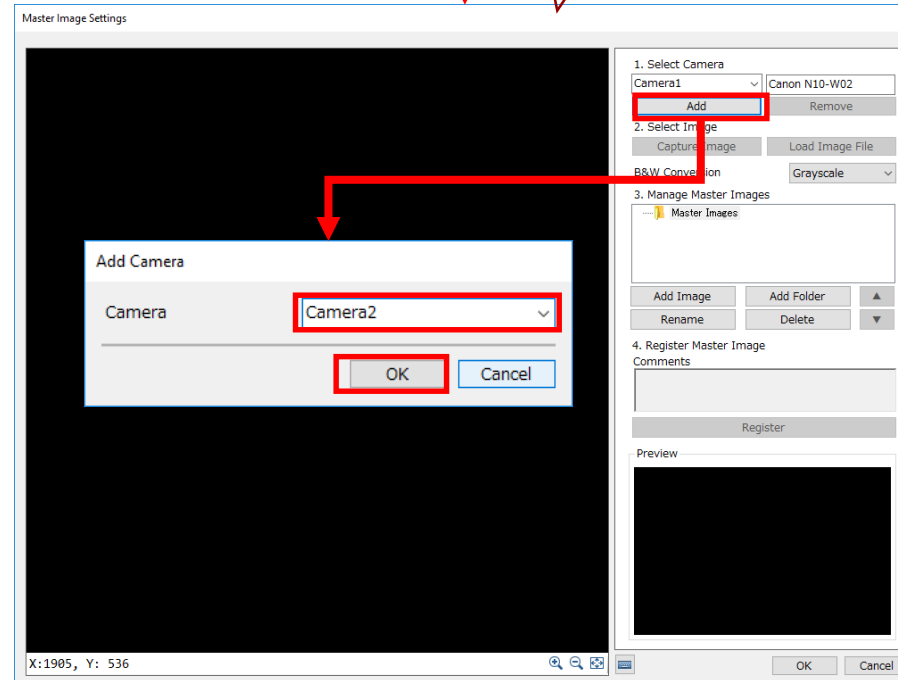 Master Image Settings
1. Select Camera
Camera1 Canon N10-W02
Add Remove
2. Select Image
Capture Image Load Image File
B&W Conversion Grayscale
3. Manage Master Images
Master Images
Add Image Add Folder ▲
Rename Delete ▼
4. Register Master Image
Comments
Register
Preview
Add Camera
Camera Camera2
OK Cancel
X:1905, Y: 536
OK Cancel